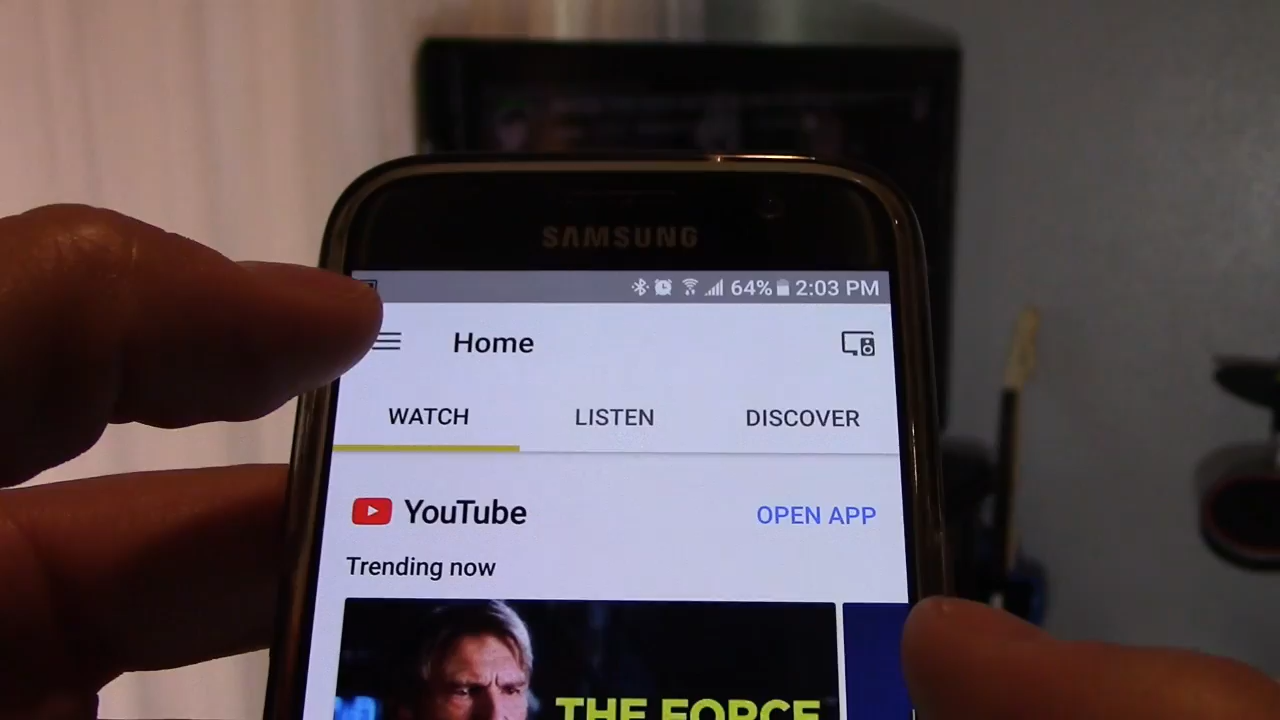 SAMSUNG
64% 2:03 PM
Home
WATCH LISTEN DISCOVER
YouTube OPEN APP
Trending now
THE FORCE